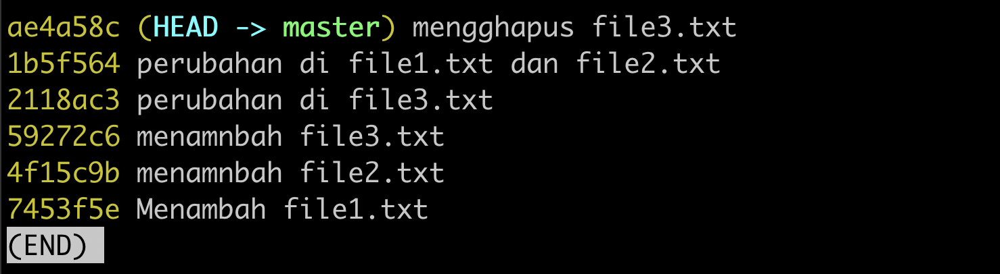 ae4a58c (HEAD -> master) mengghapus file3.txt
1b5f564 perubahan di file1.txt dan file2.txt
2118ac3 perubahan di file3.txt
59272c6 menamnbah file3.txt
4f15c9b menamnbah file2.txt
7453f5e Menambah file1.txt
(END)